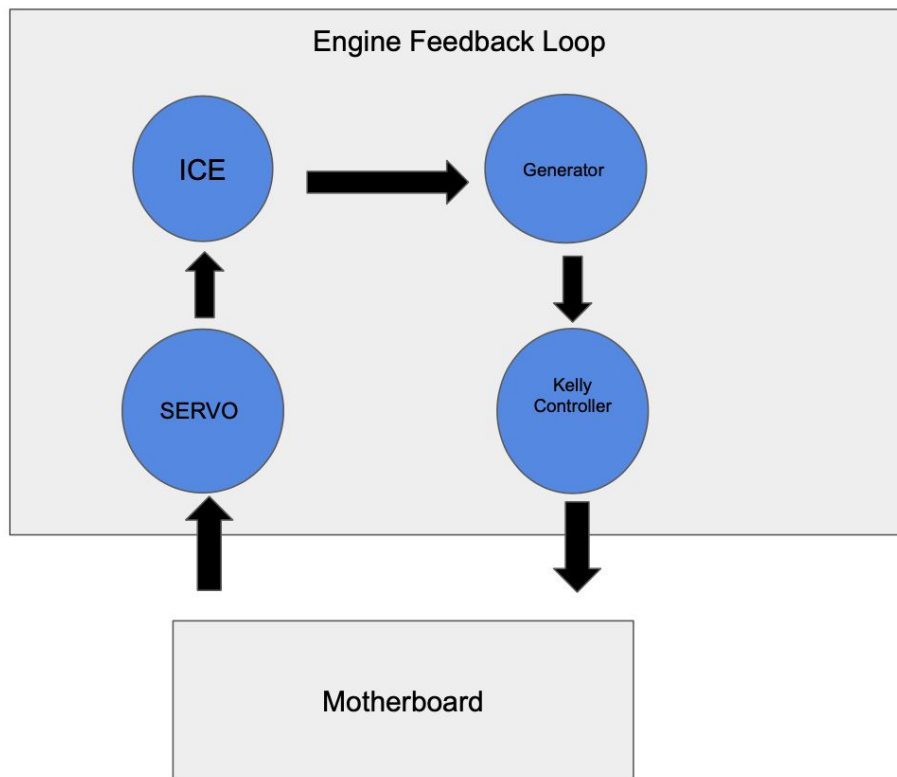 Engine Feedback Loop
ICE
Generator
SERVO
Kelly
Controller
Motherboard